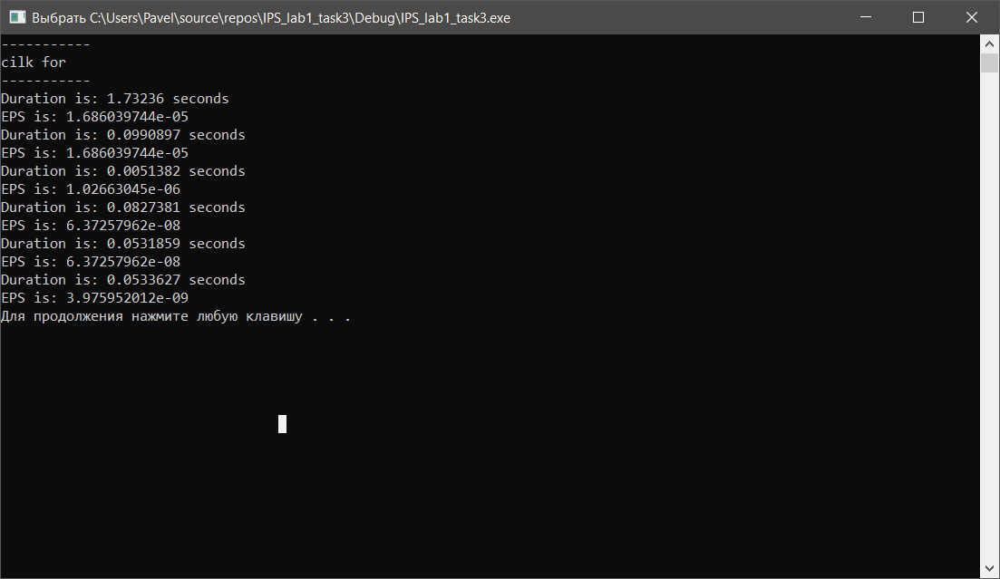 Выбрать C:\Users\Pavel\source\repos\IPS_lab1_task3\Debug\IPS_lab1_task3.exe
-----------
cilk for
-----------
Duration is: 1.73236 seconds
EPS is: 1.686039744e-05
Duration is: 0.0990897 seconds
EPS is: 1.686039744e-05
Duration is: 0.0051382 seconds
EPS is: 1.02663045e-06
Duration is: 0.0827381 seconds
EPS is: 6.37257962e-08
Duration is: 0.0531859 seconds
EPS is: 6.37257962e-08
Duration is: 0.0533627 seconds
EPS is: 3.975952012e-09
Для продолжения нажмите любую клавишу . . .